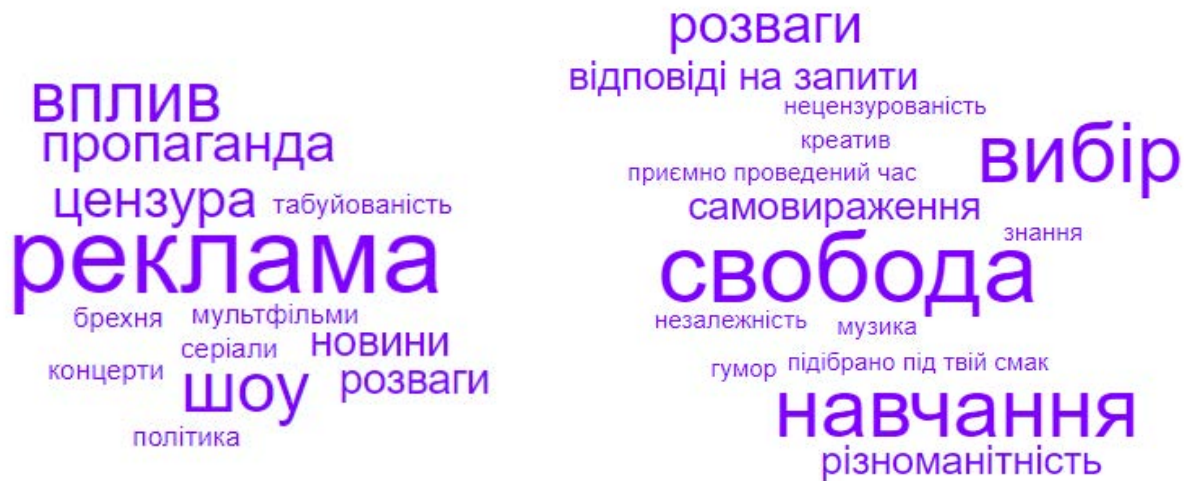 вплив
пропаганда
цензура
табуйованість
реклама
брехня
мультфільми
серіали
новини
концерти
шоу
розваги
політика
розваги
відповіді на запити
нецензурованість
креатив
вибір
приємно проведений час
самовираження
знання
свобода
незалежність
музика
гумор
підібрано під твій смак
навчання
різноманітність